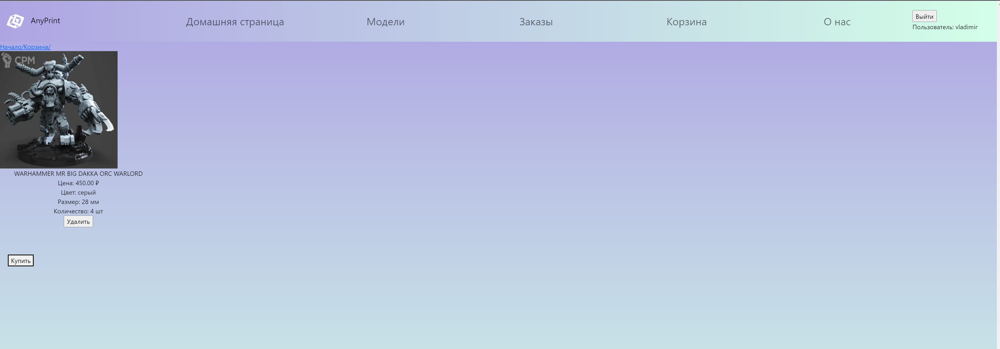 AnyPrint
Домашняя страница
Модели
Заказы
Корзина
О нас
Выйти
Пользователь: vladimir
Начало/Корзина/
CPM
WARHAMMER MR BIG DAKKA ORC WARLORD
Цена: 450.00 ₽
Цвет: серый
Размер: 28 мм
Количество: 4 шт
Удалить
Купить